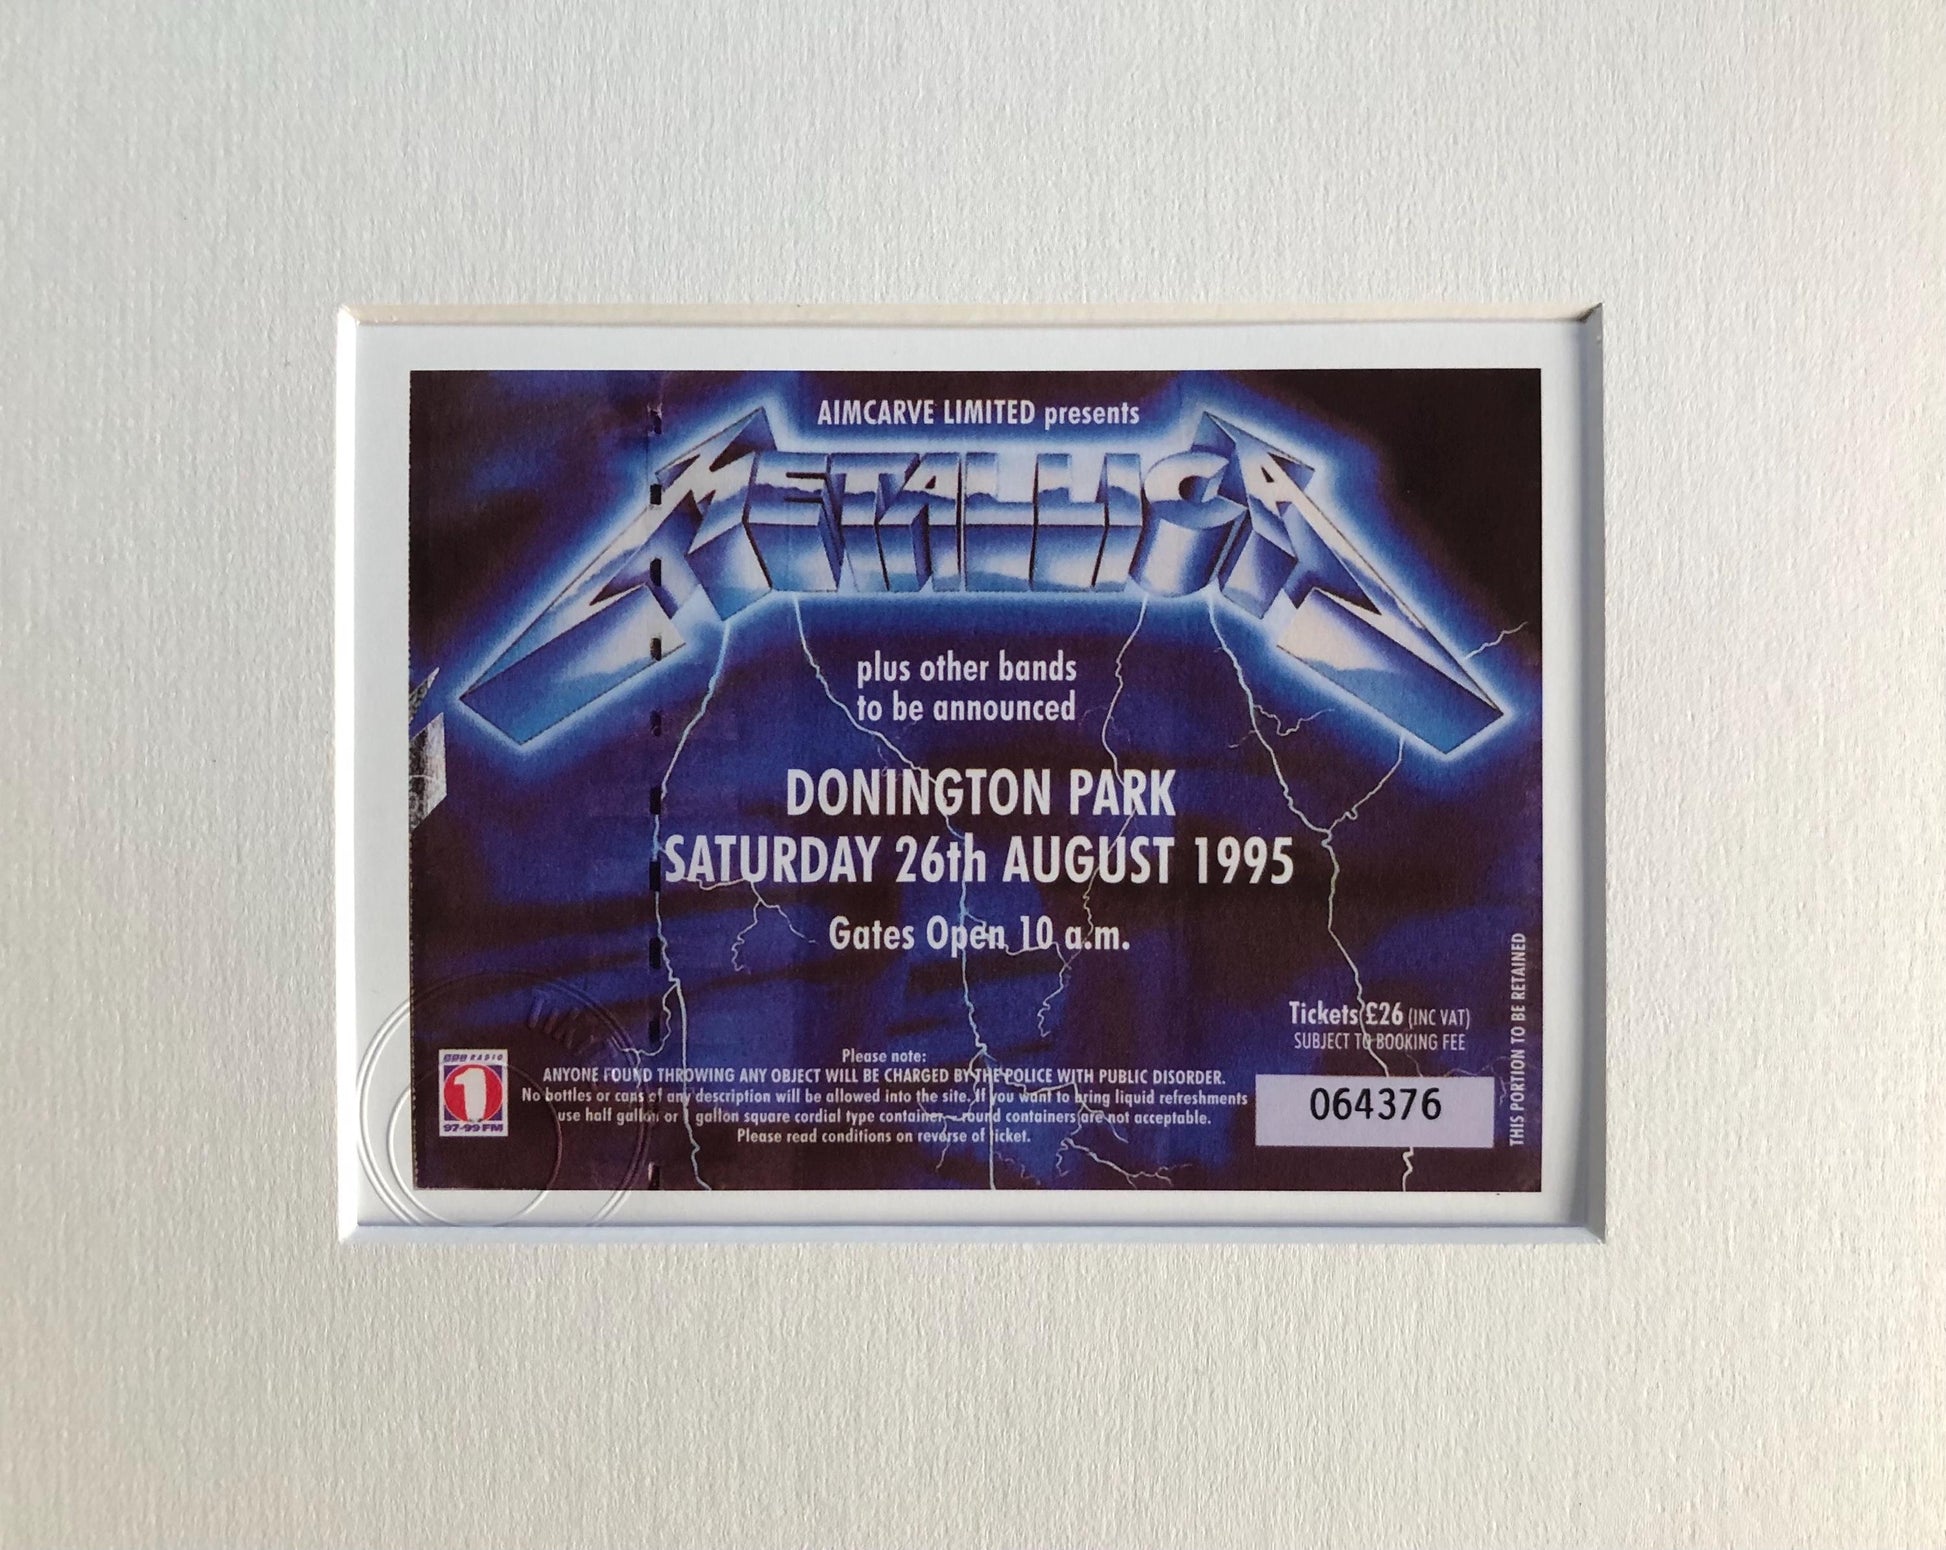 AIMCARVE LIMITED presents
METALLICA
plus other bands
to be announced
DONINGTON PARK
SATURDAY 26th AUGUST 1995
Gates Open 10 a.m.
Tickets £26 (INC VAT)
SUBJECT TO BOOKING FEE
THIS PORTION TO BE RETAINED
BBC RADIO
1
97-99 FM
Please note:
ANYONE FOUND THROWING ANY OBJECT WILL BE CHARGED BY THE POLICE WITH PUBLIC DISORDER.
No bottles or cans of any description will be allowed into the site. If you want to bring liquid refreshments
use half gallon or 1 gallon square cordial type container – round containers are not acceptable.
Please read conditions on reverse of ticket.
064376